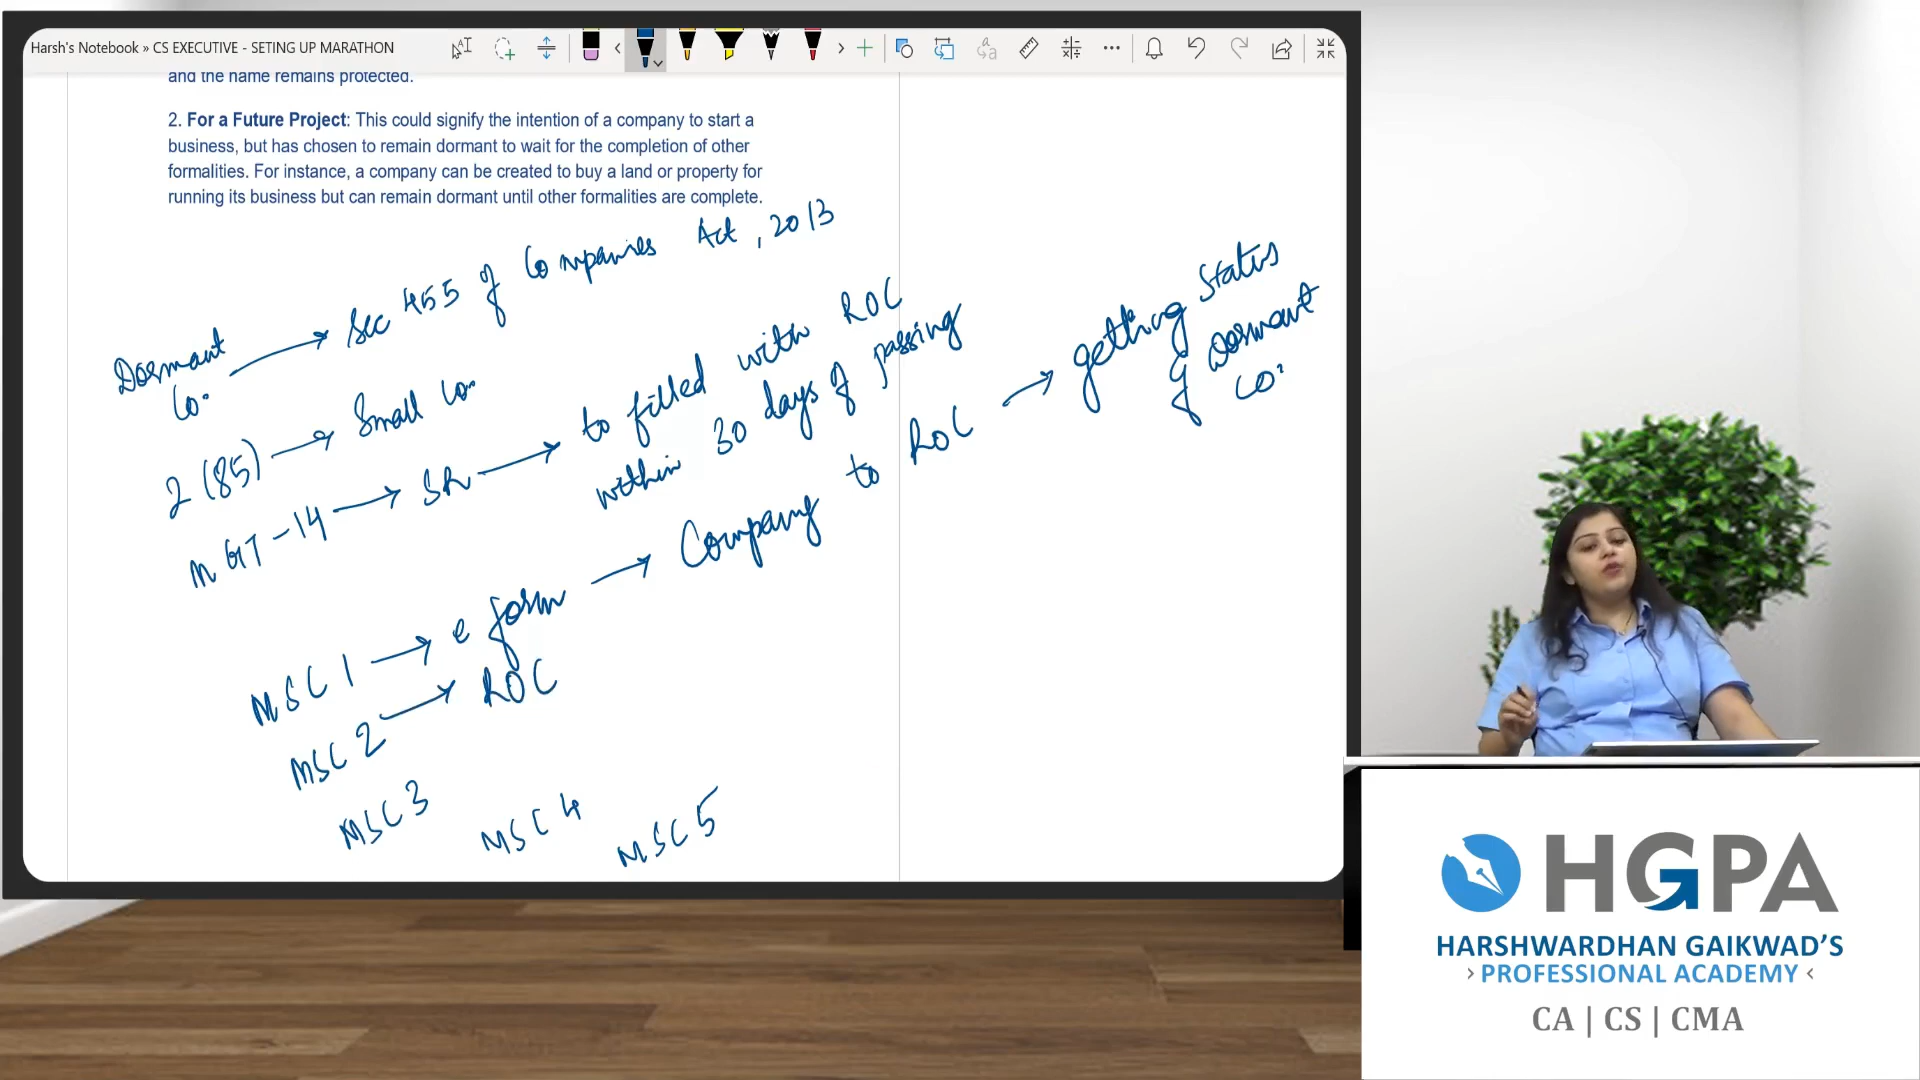 Harsh's Notebook » CS EXECUTIVE - SETING UP MARATHON
and the name remains protected.
2. For a Future Project: This could signify the intention of a company to start a
business, but has chosen to remain dormant to wait for the completion of other
formalities. For instance, a company can be created to buy a land or property for
running its business but can remain dormant until other formalities are complete.
Dormant Co. → Sec 455 of Companies Act, 2013
2 (85) → Small Co.
MGT-14 → SR → to filled with ROC
within 30 days of passing
MSC 1 → e form → Company to ROC → getting status
of Dormant
Co.
MSC 2 → ROC
MSC 3 MSC 4 MSC 5
HGPA
HARSHWARDHAN GAIKWAD'S
› PROFESSIONAL ACADEMY ‹
CA | CS | CMA